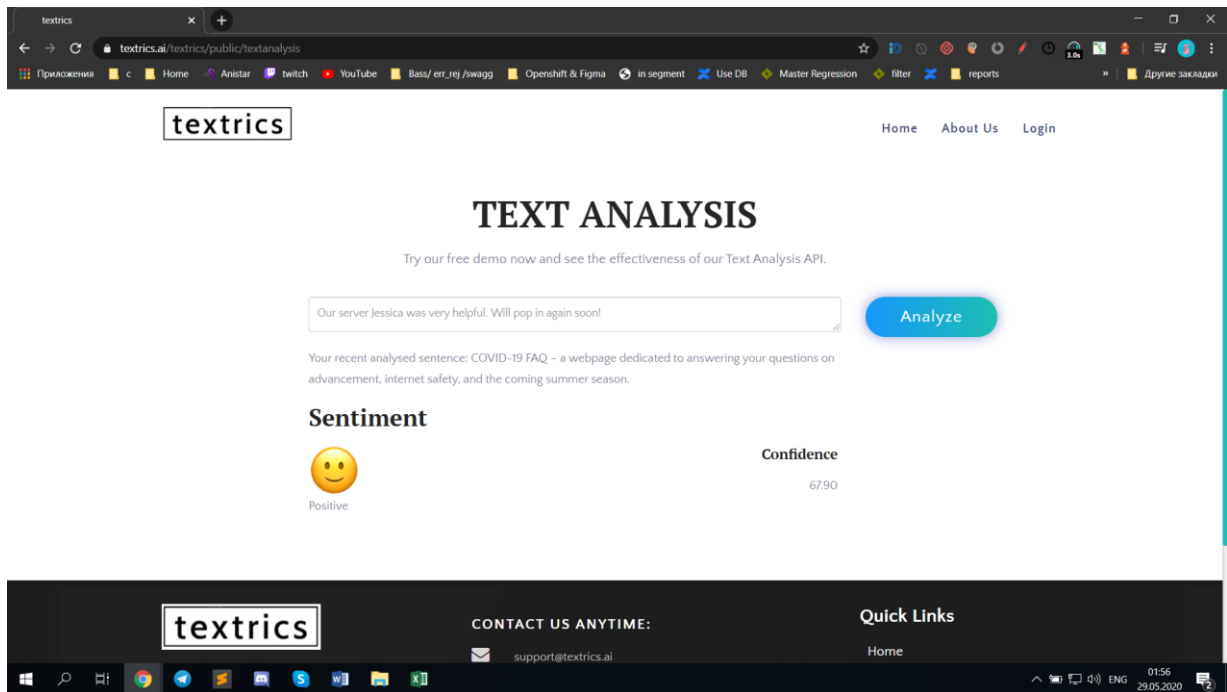 textrics
textrics.ai/textrics/public/textanalysis
3.0s
Приложения c Home Anistar twitch YouTube Bass/ err_rej /swagg Openshift & Figma in segment Use DB Master Regression filter reports » Другие закладки
textrics
Home About Us Login
TEXT ANALYSIS
Try our free demo now and see the effectiveness of our Text Analysis API.
Our server Jessica was very helpful. Will pop in again soon!
Analyze
Your recent analysed sentence: COVID-19 FAQ – a webpage dedicated to answering your questions on
advancement, internet safety, and the coming summer season.
Sentiment
Confidence
67.90
Positive
textrics
CONTACT US ANYTIME:
Quick Links
support@textrics.ai
Home
ENG
01:56
29.05.2020
2